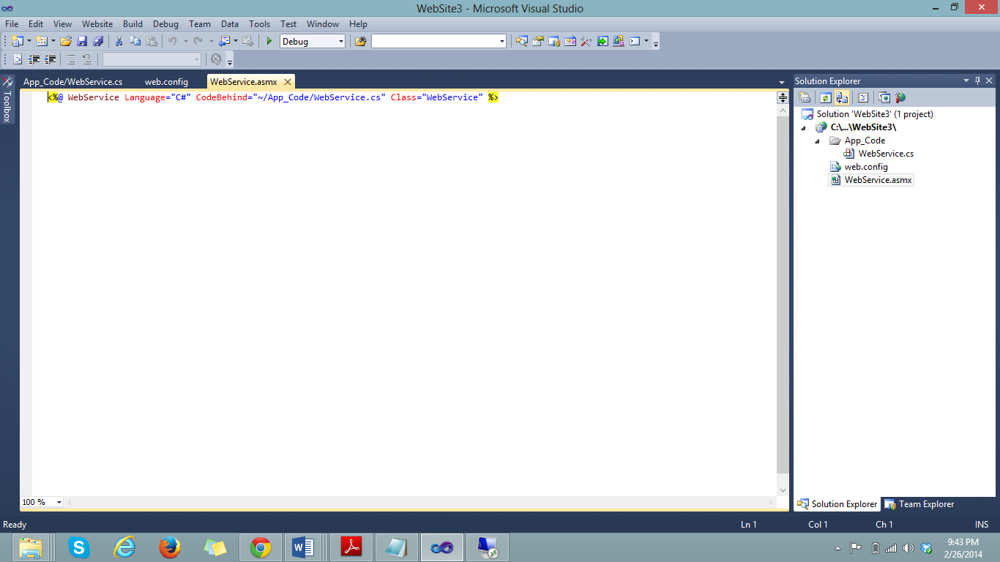 WebSite3 - Microsoft Visual Studio
File Edit View Website Build Debug Team Data Tools Test Window Help
Debug
App_Code/WebService.cs web.config WebService.asmx
<%@ WebService Language="C#" CodeBehind="~/App_Code/WebService.cs" Class="WebService" %>
Toolbox
Solution Explorer
Solution 'WebSite3' (1 project)
C:\...\WebSite3\
App_Code
WebService.cs
web.config
WebService.asmx
100 %
Solution Explorer Team Explorer
Ready Ln 1 Col 1 Ch 1 INS
9:43 PM
2/26/2014